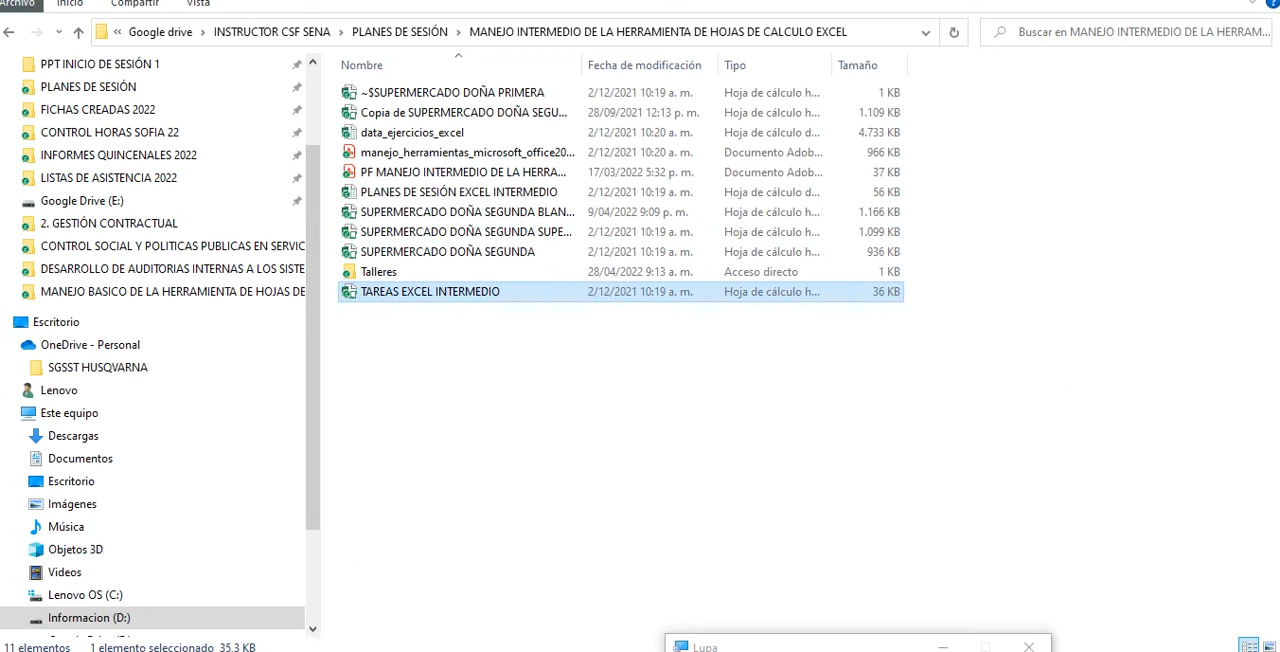 Archivo Inicio Compartir Vista
« Google drive > INSTRUCTOR CSF SENA > PLANES DE SESIÓN > MANEJO INTERMEDIO DE LA HERRAMIENTA DE HOJAS DE CALCULO EXCEL
Buscar en MANEJO INTERMEDIO DE LA HERRAM...
PPT INICIO DE SESIÓN 1
PLANES DE SESIÓN
FICHAS CREADAS 2022
CONTROL HORAS SOFIA 22
INFORMES QUINCENALES 2022
LISTAS DE ASISTENCIA 2022
Google Drive (E:)
2. GESTIÓN CONTRACTUAL
CONTROL SOCIAL Y POLITICAS PUBLICAS EN SERVIC
DESARROLLO DE AUDITORIAS INTERNAS A LOS SISTE
MANEJO BASICO DE LA HERRAMIENTA DE HOJAS DE
Escritorio
OneDrive - Personal
SGSST HUSQVARNA
Lenovo
Este equipo
Descargas
Documentos
Escritorio
Imágenes
Música
Objetos 3D
Videos
Lenovo OS (C:)
Informacion (D:)
Nombre Fecha de modificación Tipo Tamaño
~$SUPERMERCADO DOÑA PRIMERA 2/12/2021 10:19 a. m. Hoja de cálculo h... 1 KB
Copia de SUPERMERCADO DOÑA SEGU... 28/09/2021 12:13 p. m. Hoja de cálculo h... 1.109 KB
data_ejercicios_excel 2/12/2021 10:20 a. m. Hoja de cálculo d... 4.733 KB
manejo_herramientas_microsoft_office20... 2/12/2021 10:20 a. m. Documento Adob... 966 KB
PF MANEJO INTERMEDIO DE LA HERRA... 17/03/2022 5:32 p. m. Documento Adob... 37 KB
PLANES DE SESIÓN EXCEL INTERMEDIO 2/12/2021 10:19 a. m. Hoja de cálculo d... 56 KB
SUPERMERCADO DOÑA SEGUNDA BLAN... 9/04/2022 9:09 p. m. Hoja de cálculo h... 1.166 KB
SUPERMERCADO DOÑA SEGUNDA SUPE... 2/12/2021 10:19 a. m. Hoja de cálculo h... 1.099 KB
SUPERMERCADO DOÑA SEGUNDA 2/12/2021 10:19 a. m. Hoja de cálculo h... 936 KB
Talleres 28/04/2022 9:13 a. m. Acceso directo 1 KB
TAREAS EXCEL INTERMEDIO 2/12/2021 10:19 a. m. Hoja de cálculo h... 36 KB
11 elementos 1 elemento seleccionado 35.3 KB
Lupa